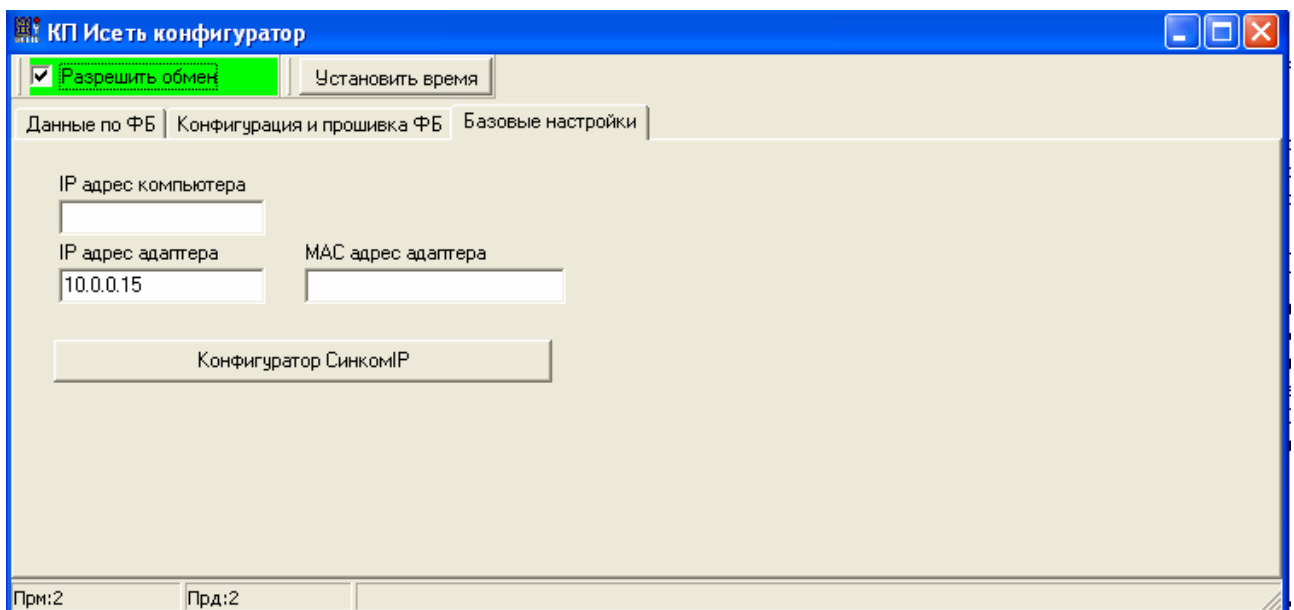 КП Исеть конфигуратор
Разрешить обмен Установить время
Данные по ФБ Конфигурация и прошивка ФБ Базовые настройки
IP адрес компьютера
IP адрес адаптера MAC адрес адаптера
10.0.0.15
Конфигуратор СинкомIP
Прм:2 Прд:2